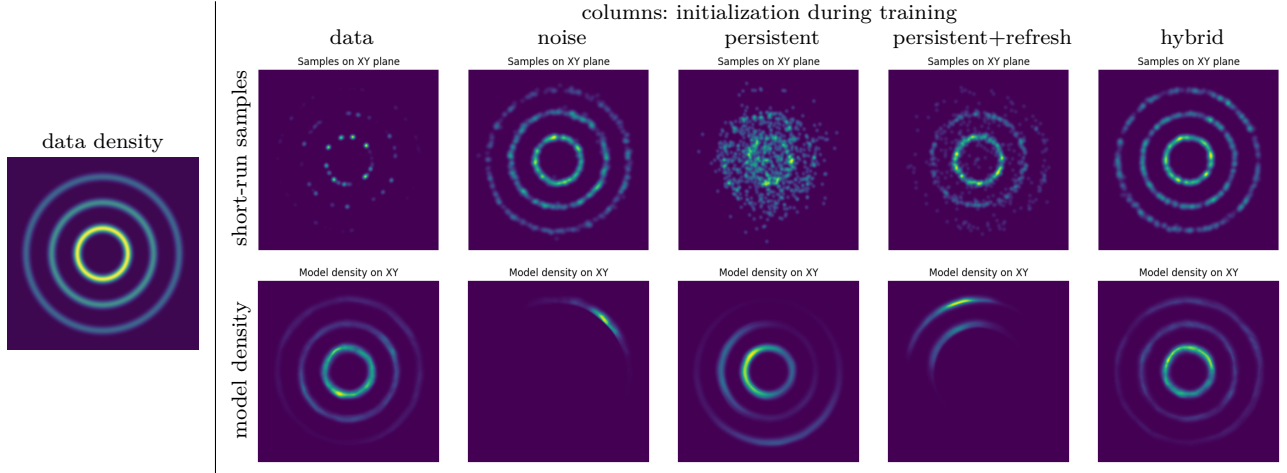 columns: initialization during training
data noise persistent persistent+refresh hybrid
Samples on XY plane Samples on XY plane Samples on XY plane Samples on XY plane Samples on XY plane
short-run samples
data density
Model density on XY Model density on XY Model density on XY Model density on XY Model density on XY
model density